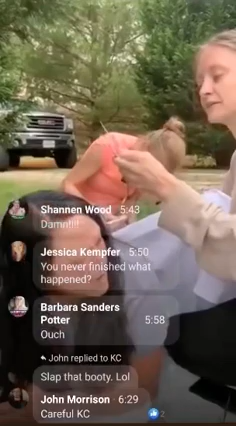 Shannen Wood 5:43
Damn!!!!
Jessica Kempfer 5:50
You never finished what
happened?
Barbara Sanders
Potter 5:58
Ouch
John replied to KC
Slap that booty. Lol
John Morrison · 6:29
Careful KC
2